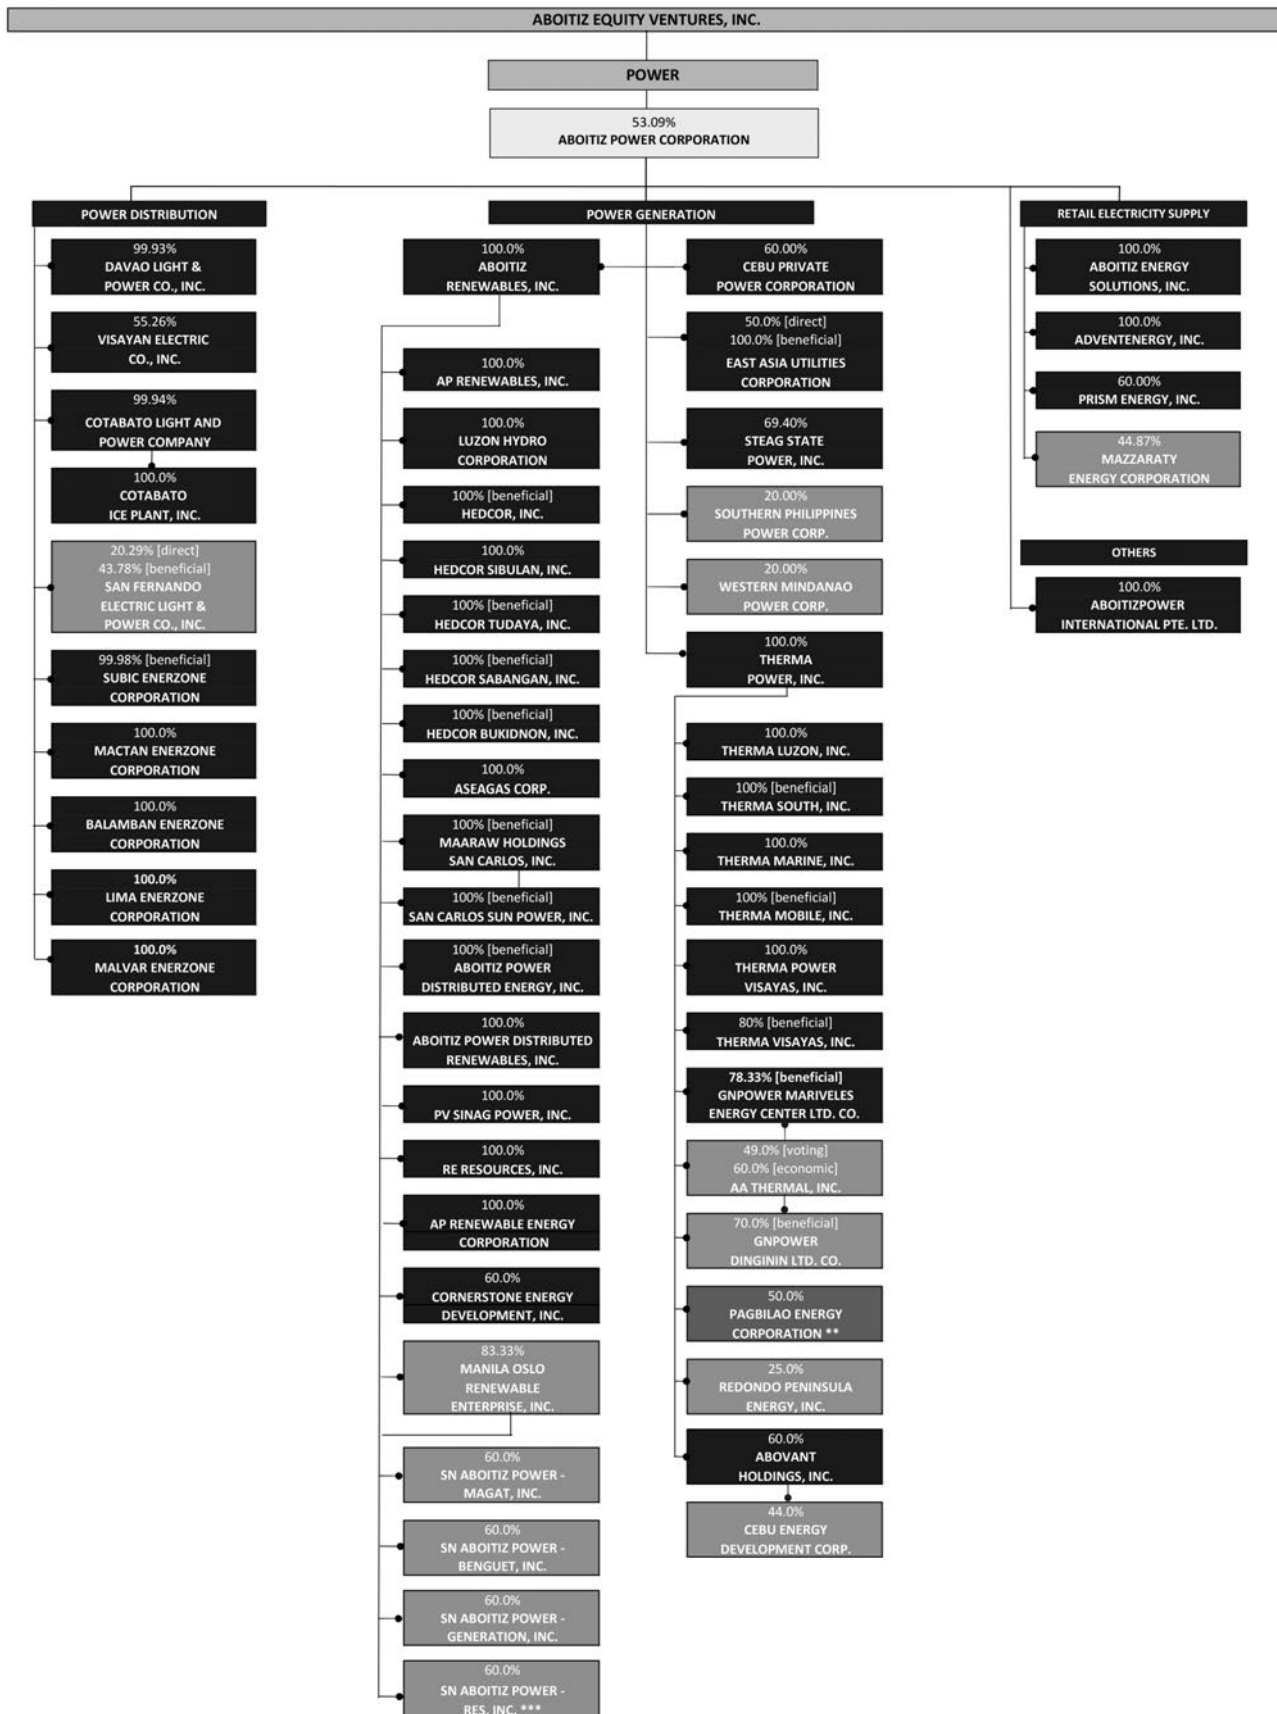 ABOITIZ EQUITY VENTURES, INC.
POWER
53.09%
ABOITIZ POWER CORPORATION
POWER DISTRIBUTION
99.93%
DAVAO LIGHT &
POWER CO., INC.
55.26%
VISAYAN ELECTRIC
CO., INC.
99.94%
COTABATO LIGHT AND
POWER COMPANY
100.0%
COTABATO
ICE PLANT, INC.
20.29% [direct]
43.78% [beneficial]
SAN FERNANDO
ELECTRIC LIGHT &
POWER CO., INC.
99.98% [beneficial]
SUBIC ENERZONE
CORPORATION
100.0%
MACTAN ENERZONE
CORPORATION
100.0%
BALAMBAN ENERZONE
CORPORATION
100.0%
LIMA ENERZONE
CORPORATION
100.0%
MALVAR ENERZONE
CORPORATION
POWER GENERATION
100.0%
ABOITIZ
RENEWABLES, INC.
100.0%
AP RENEWABLES, INC.
100.0%
LUZON HYDRO
CORPORATION
100% [beneficial]
HEDCOR, INC.
100.0%
HEDCOR SIBULAN, INC.
100% [beneficial]
HEDCOR TUDAYA, INC.
100% [beneficial]
HEDCOR SABANGAN, INC.
100% [beneficial]
HEDCOR BUKIDNON, INC.
100.0%
ASEAGAS CORP.
100% [beneficial]
MAARAW HOLDINGS
SAN CARLOS, INC.
100% [beneficial]
SAN CARLOS SUN POWER, INC.
100% [beneficial]
ABOITIZ POWER
DISTRIBUTED ENERGY, INC.
100.0%
ABOITIZ POWER DISTRIBUTED
RENEWABLES, INC.
100.0%
PV SINAG POWER, INC.
100.0%
RE RESOURCES, INC.
100.0%
AP RENEWABLE ENERGY
CORPORATION
60.0%
CORNERSTONE ENERGY
DEVELOPMENT, INC.
83.33%
MANILA OSLO
RENEWABLE
ENTERPRISE, INC.
60.0%
SN ABOITIZ POWER -
MAGAT, INC.
60.0%
SN ABOITIZ POWER -
BENGUET, INC.
60.0%
SN ABOITIZ POWER -
GENERATION, INC.
60.0%
SN ABOITIZ POWER -
RES, INC. ***
60.00%
CEBU PRIVATE
POWER CORPORATION
50.0% [direct]
100.0% [beneficial]
EAST ASIA UTILITIES
CORPORATION
69.40%
STEAG STATE
POWER, INC.
20.00%
SOUTHERN PHILIPPINES
POWER CORP.
20.00%
WESTERN MINDANAO
POWER CORP.
100.0%
THERMA
POWER, INC.
100.0%
THERMA LUZON, INC.
100% [beneficial]
THERMA SOUTH, INC.
100.0%
THERMA MARINE, INC.
100% [beneficial]
THERMA MOBILE, INC.
100.0%
THERMA POWER
VISAYAS, INC.
80% [beneficial]
THERMA VISAYAS, INC.
78.33% [beneficial]
GNPOWER MARIVELES
ENERGY CENTER LTD. CO.
49.0% [voting]
60.0% [economic]
AA THERMAL, INC.
70.0% [beneficial]
GNPOWER
DINGININ LTD. CO.
50.0%
PAGBILAO ENERGY
CORPORATION **
25.0%
REDONDO PENINSULA
ENERGY, INC.
60.0%
ABOVANT
HOLDINGS, INC.
44.0%
CEBU ENERGY
DEVELOPMENT CORP.
RETAIL ELECTRICITY SUPPLY
100.0%
ABOITIZ ENERGY
SOLUTIONS, INC.
100.0%
ADVENTENERGY, INC.
60.00%
PRISM ENERGY, INC.
44.87%
MAZZARATY
ENERGY CORPORATION
OTHERS
100.0%
ABOITIZPOWER
INTERNATIONAL PTE. LTD.